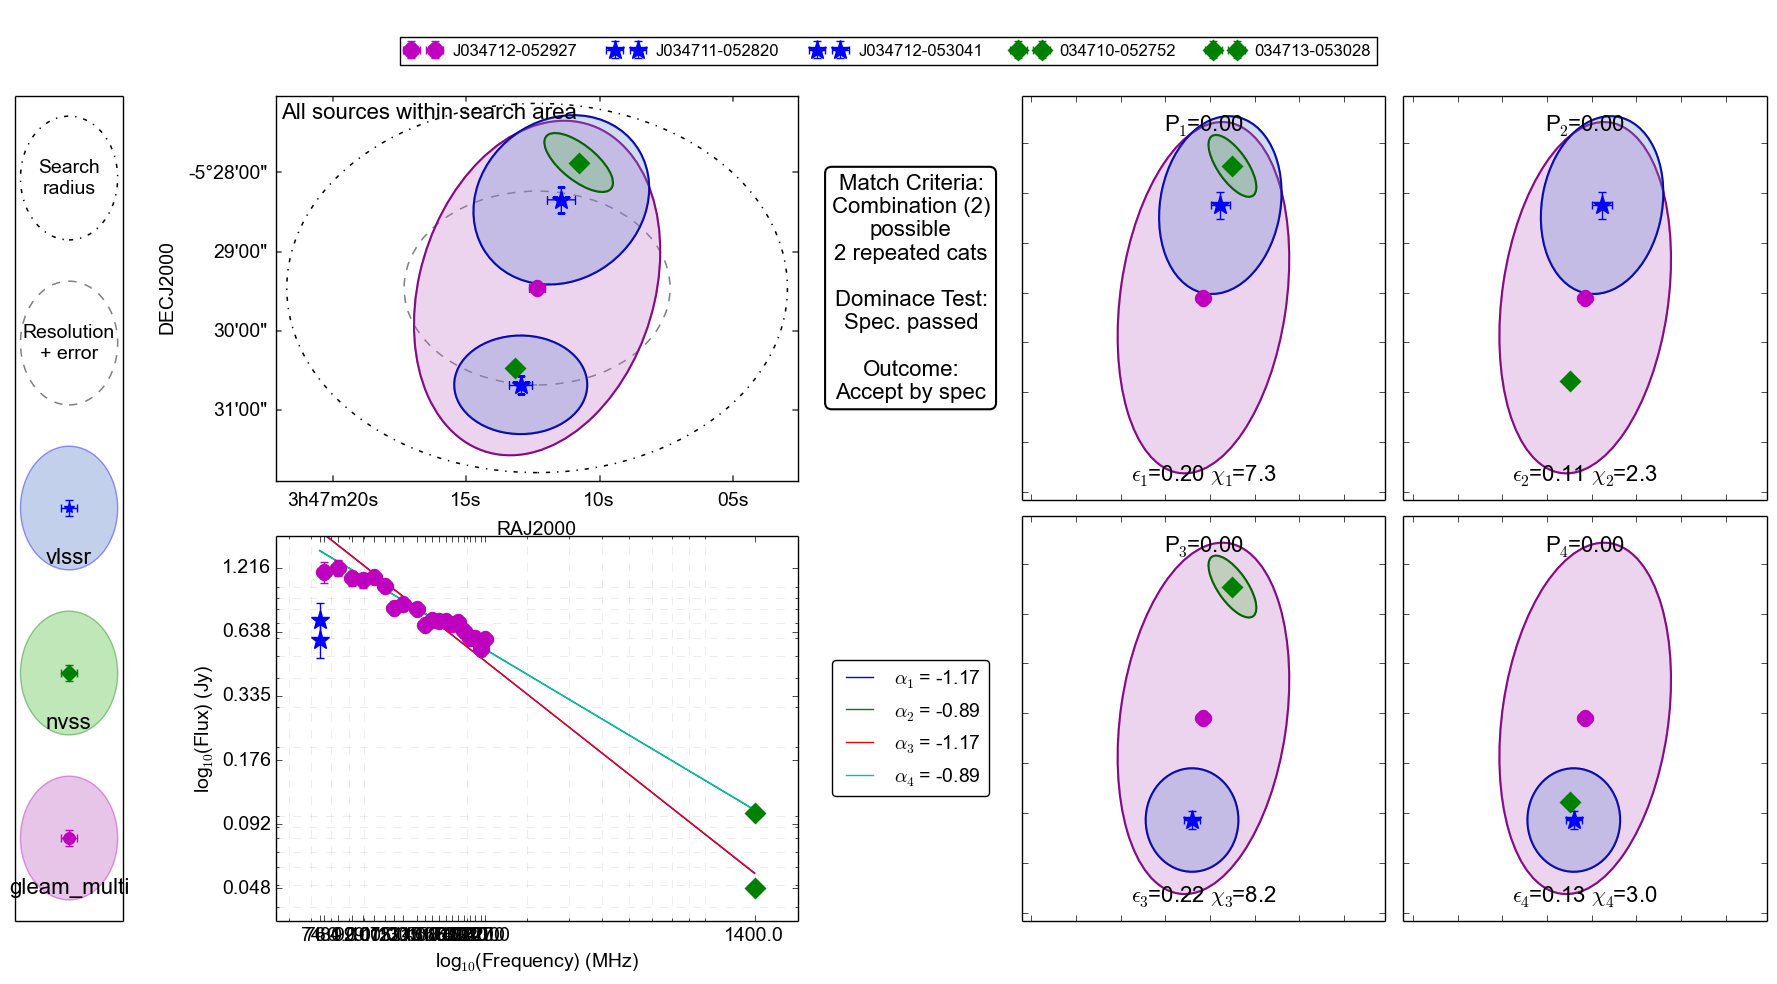 J034712-052927 J034711-052820 J034712-053041 034710-052752 034713-053028
Search
radius
Resolution
+ error
vlssr
nvss
gleam_multi
All sources within search area
DECJ2000
-5°28'00"
29'00"
30'00"
31'00"
3h47m20s 15s 10s 05s
RAJ2000
Match Criteria:
Combination (2)
possible
2 repeated cats
Dominace Test:
Spec. passed
Outcome:
Accept by spec
P1=0.00
ϵ1=0.20 χ1=7.3
P2=0.00
ϵ2=0.11 χ2=2.3
log10(Flux) (Jy)
1.216
0.638
0.335
0.176
0.092
0.048
1400.0
log10(Frequency) (MHz)
α1 = -1.17
α2 = -0.89
α3 = -1.17
α4 = -0.89
P3=0.00
ϵ3=0.22 χ3=8.2
P4=0.00
ϵ4=0.13 χ4=3.0